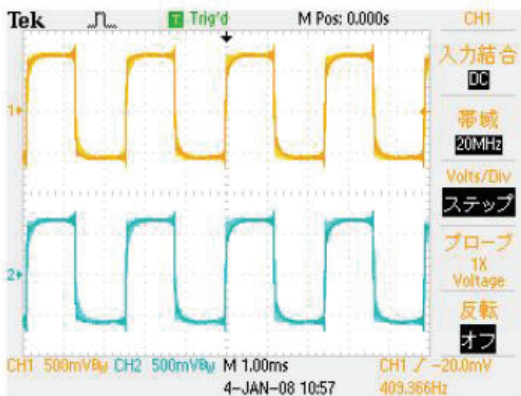 Tek Trig'd M Pos: 0.000s CH1
入力結合
DC
帯域
20MHz
Volts/Div
ステップ
プローブ
1X
Voltage
反転
オフ
1
2
CH1 500mVBw CH2 500mVBw M 1.00ms CH1 -20.0mV
4-JAN-08 10:57 409.366Hz